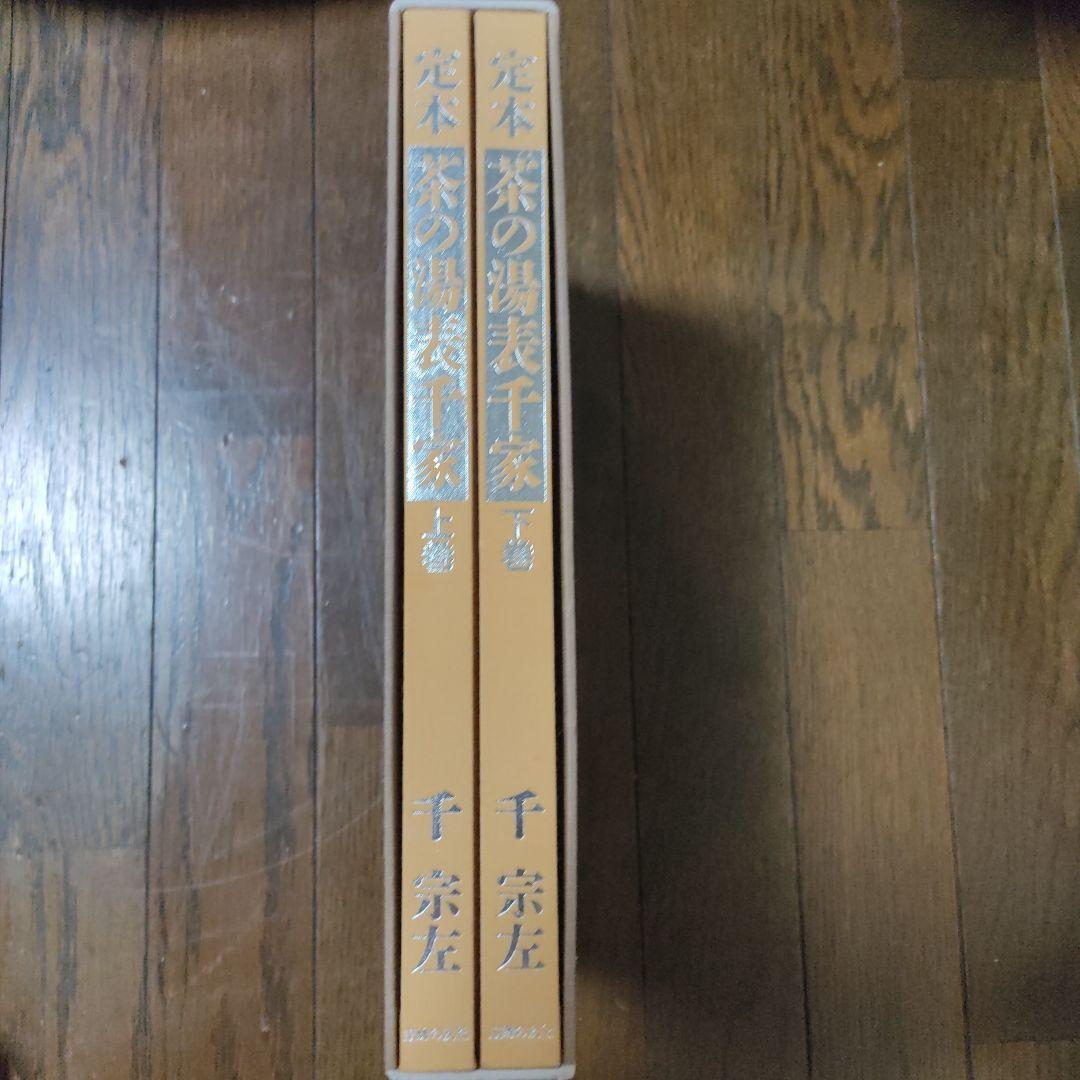 定本 茶の湯表千家 上巻 千 宗左
定本 茶の湯表千家 下巻 千 宗左